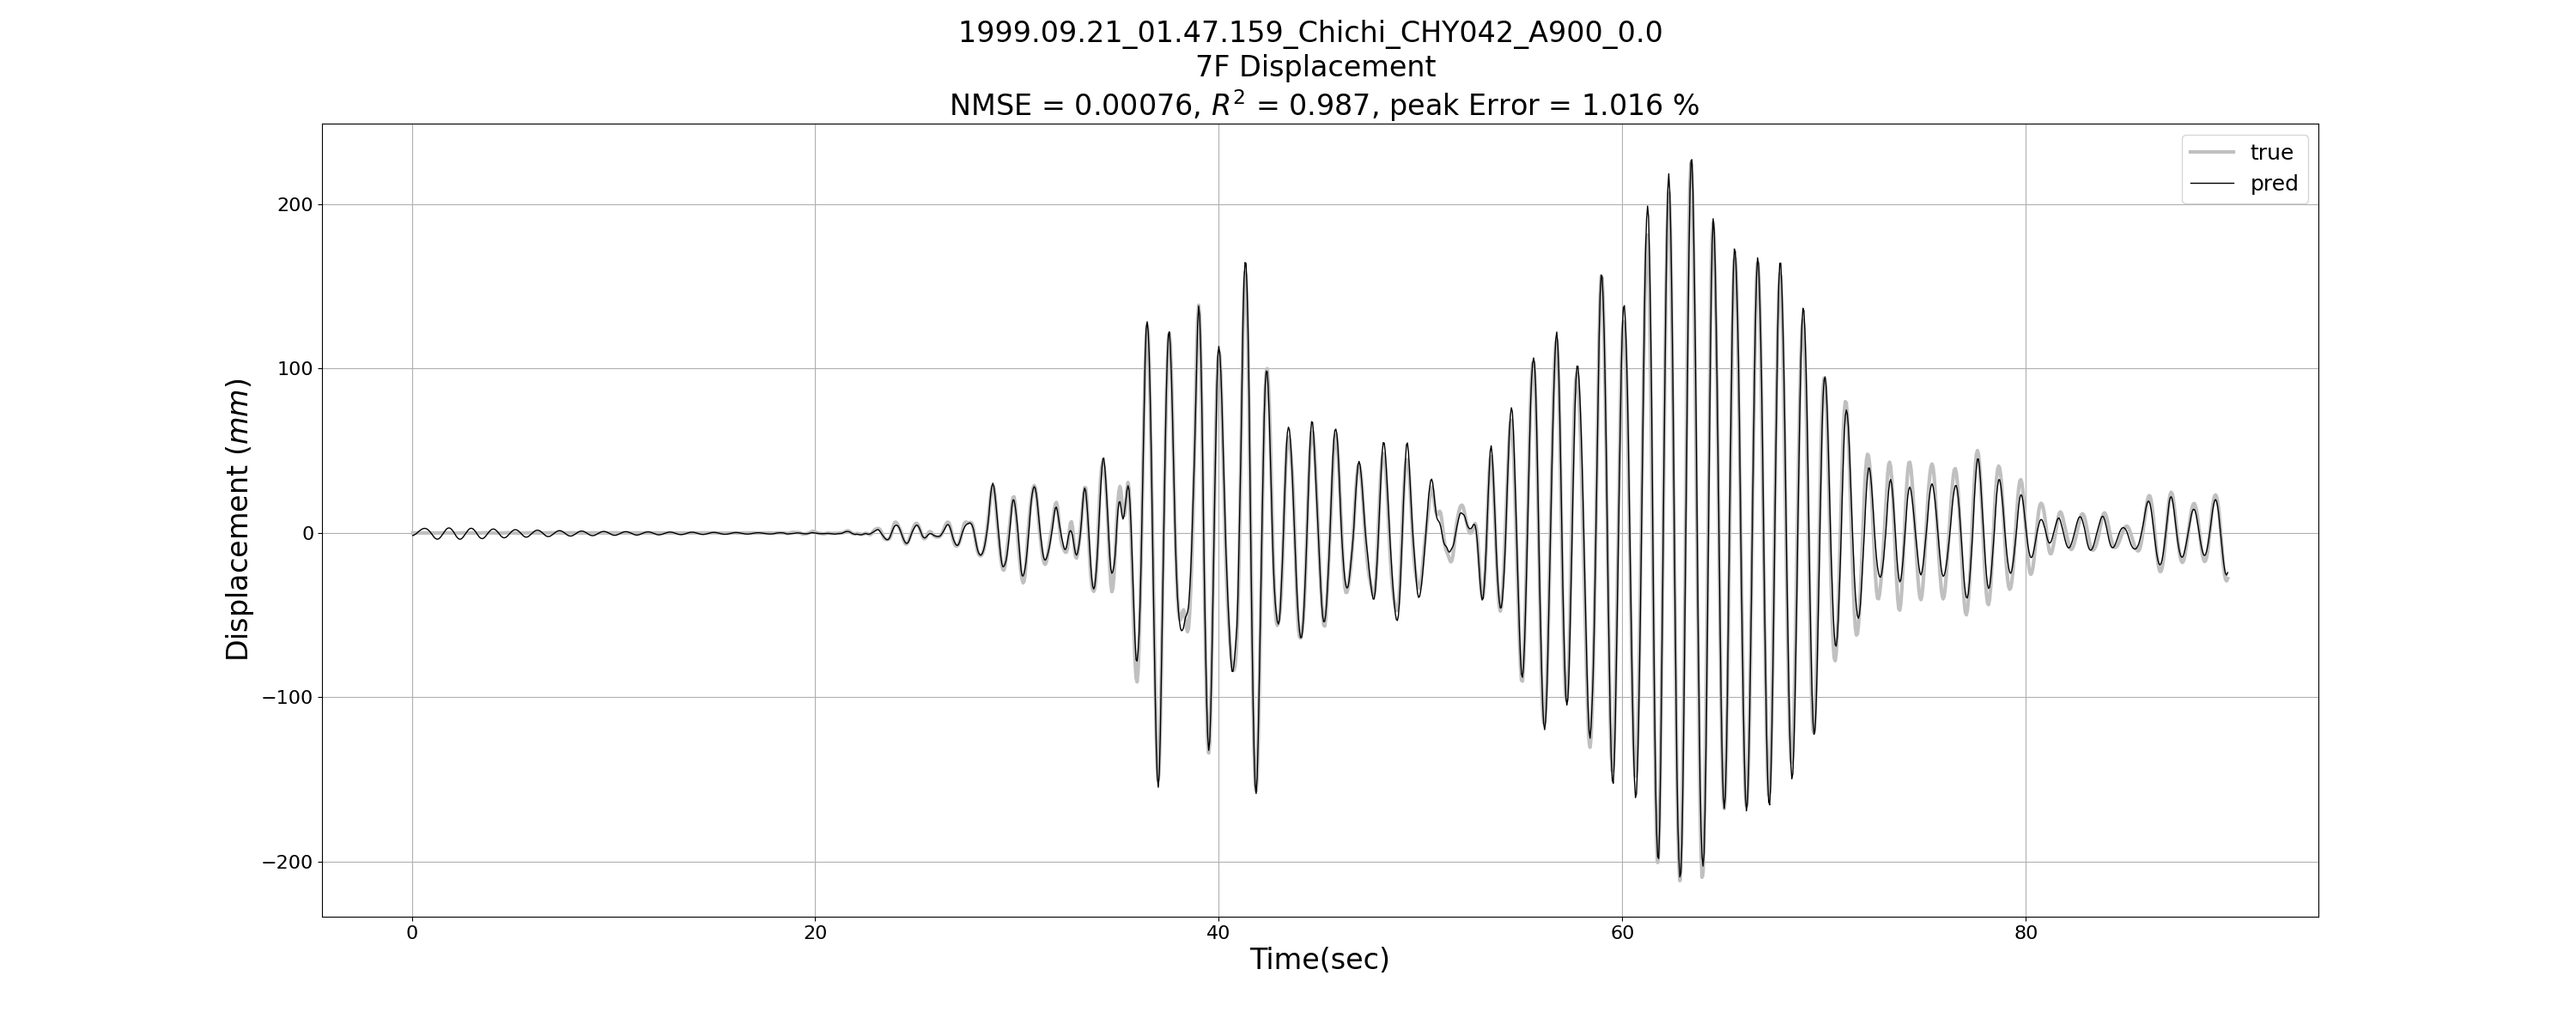 1999.09.21_01.47.159_Chichi_CHY042_A900_0.0
7F Displacement
NMSE = 0.00076, R² = 0.987, peak Error = 1.016 %
true
pred
200
100
0
−100
−200
Displacement (mm)
0 20 40 60 80
Time(sec)